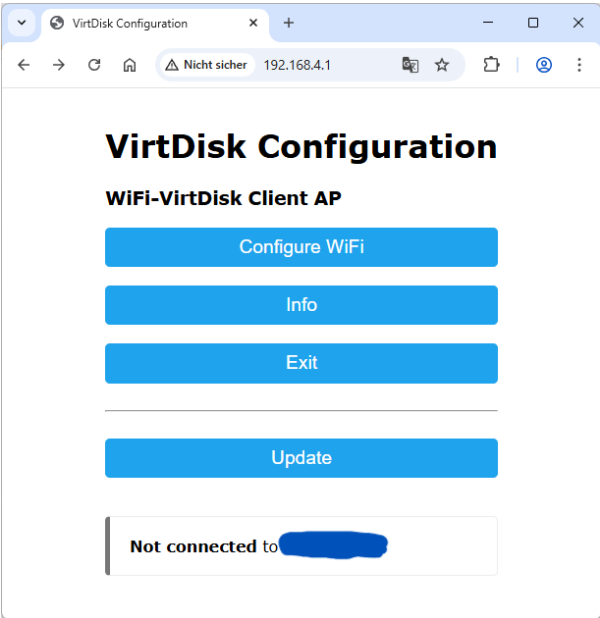 VirtDisk Configuration
Nicht sicher 192.168.4.1
VirtDisk Configuration
WiFi-VirtDisk Client AP
Configure WiFi
Info
Exit
Update
Not connected to